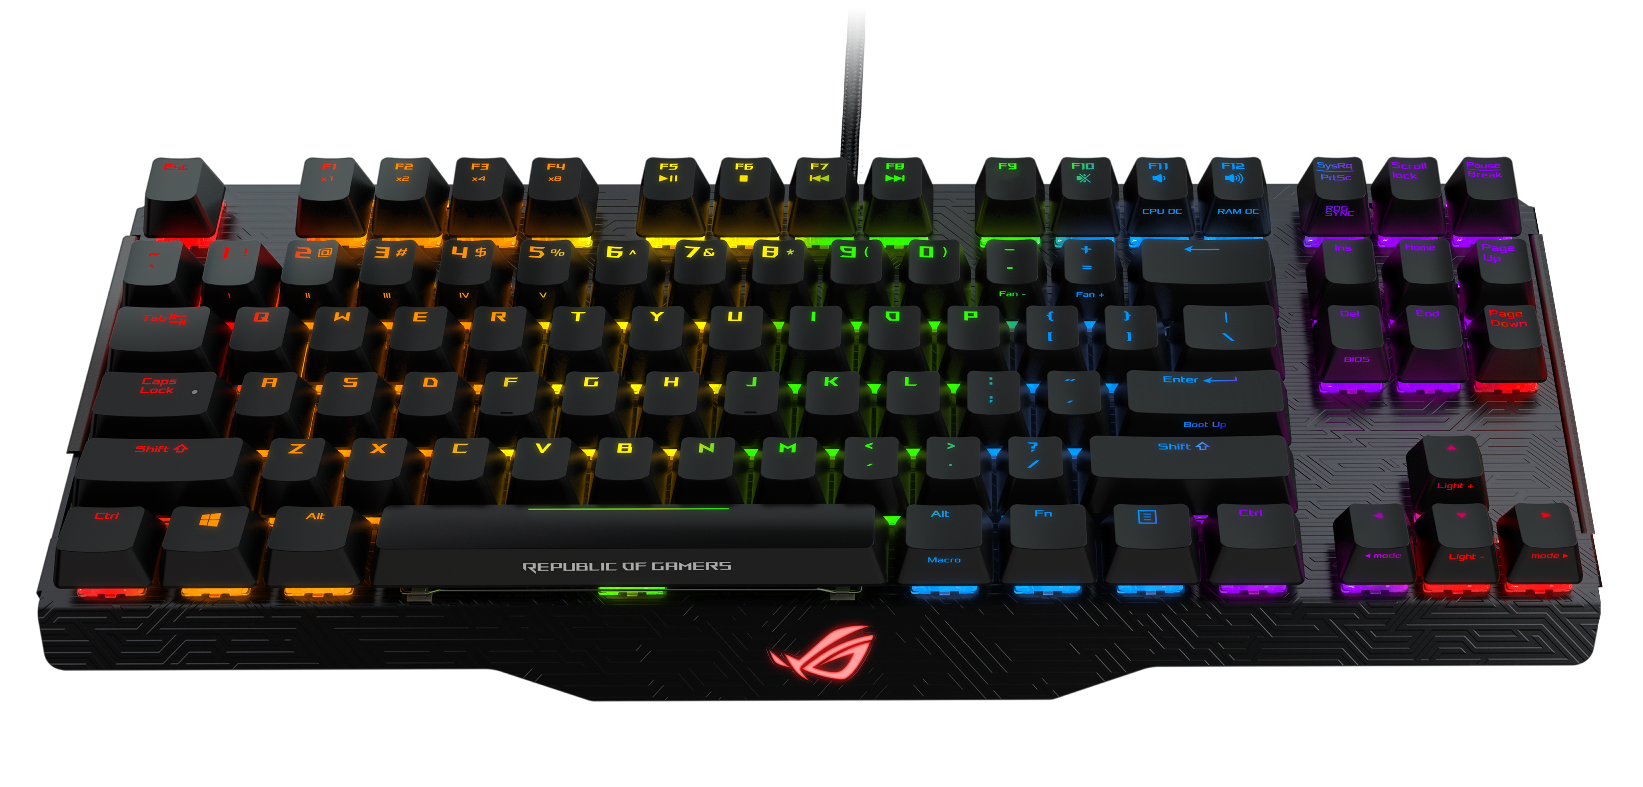 Esc F1 F2 F3 F4 F5 F6 F7 F8 F9 F10 F11 F12 SysRq Scroll Pause
x1 x2 x4 x8 PrtSc lock Break
CPU OC RAM OC ROG
SYNC
~ 1 ! 2 @ 3 # 4 $ 5 % 6 ^ 7 & 8 * 9 ( 0 ) - + Ins Home Page
- = Up
I II III IV V Fan - Fan +
Tab Q W E R T Y U I O P { } | Del End Page
[ ] \ Down
BIOS
Caps A S D F G H J K L : Enter
Lock ;
Boot Up
Shift Z X C V B N M < > ? Shift
, . /
Light +
Ctrl Alt Alt Fn Ctrl
Macro mode Light - mode
REPUBLIC OF GAMERS